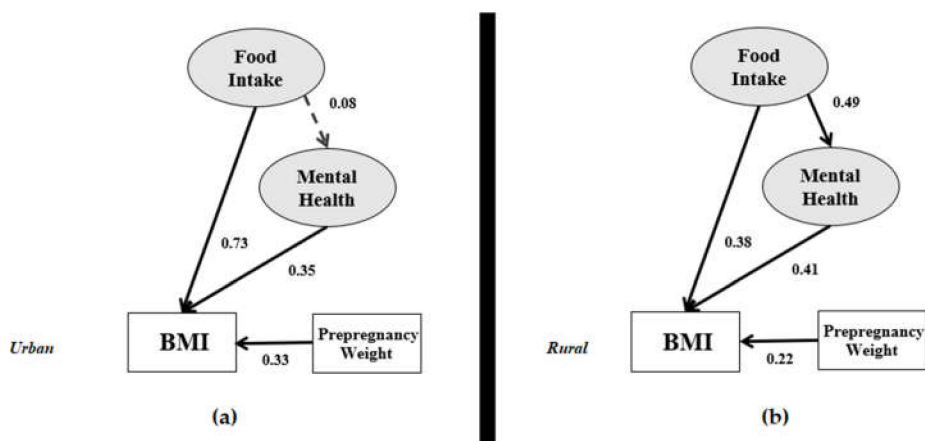 Food
Intake
0.08
Mental
Health
0.73
0.35
BMI
Prepregnancy
Weight
0.33
Urban
(a)
Food
Intake
0.49
Mental
Health
0.38
0.41
BMI
Prepregnancy
Weight
0.22
Rural
(b)